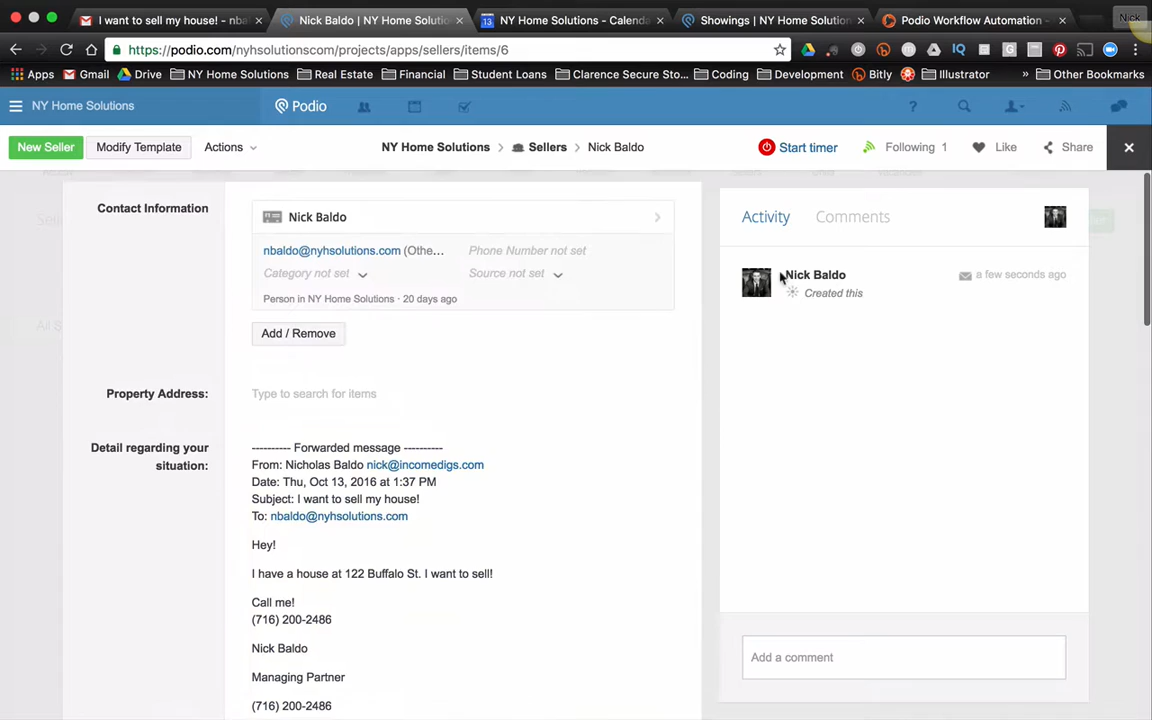 I want to sell my house! - nba
Nick Baldo | NY Home Solutio
NY Home Solutions - Calenda
Showings | NY Home Solution
Podio Workflow Automation -
Nick
https://podio.com/nyhsolutionscom/projects/apps/sellers/items/6
Apps
Gmail
Drive
NY Home Solutions
Real Estate
Financial
Student Loans
Clarence Secure Sto...
Coding
Development
Bitly
Illustrator
»
Other Bookmarks
NY Home Solutions
Podio
New Seller
Modify Template
Actions
NY Home Solutions > Sellers > Nick Baldo
Start timer
Following 1
Like
Share
Contact Information
Nick Baldo
nbaldo@nyhsolutions.com (Othe...
Phone Number not set
Category not set
Source not set
Person in NY Home Solutions · 20 days ago
Add / Remove
Property Address:
Type to search for items
Detail regarding your
situation:
---------- Forwarded message ----------
From: Nicholas Baldo nick@incomedigs.com
Date: Thu, Oct 13, 2016 at 1:37 PM
Subject: I want to sell my house!
To: nbaldo@nyhsolutions.com
Hey!
I have a house at 122 Buffalo St. I want to sell!
Call me!
(716) 200-2486
Nick Baldo
Managing Partner
(716) 200-2486
Activity
Comments
Nick Baldo
a few seconds ago
Created this
Add a comment